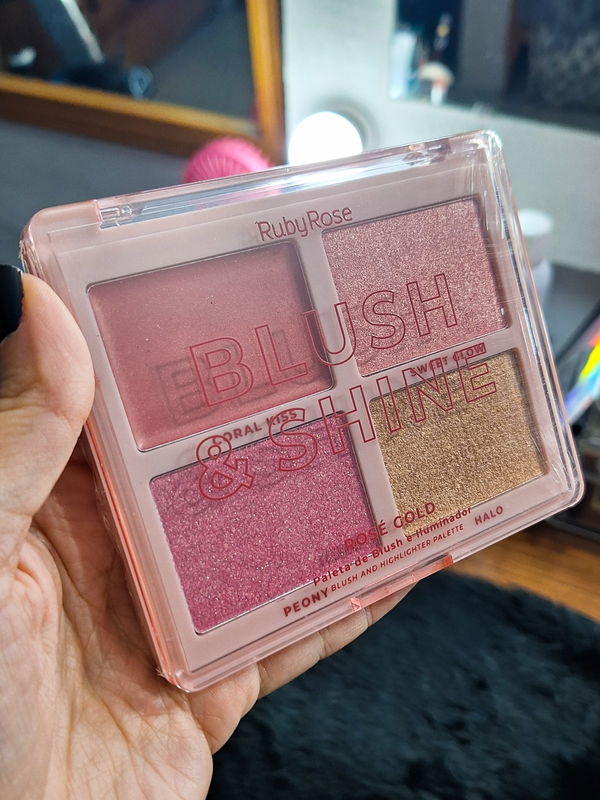 RubyRose
BLUSH
& SHINE
SWEET GLOW
CORAL KISS
ROSÉ GOLD
Paleta de Blush e Iluminador
BLUSH AND HIGHLIGHTER PALETTE
PEONY
HALO